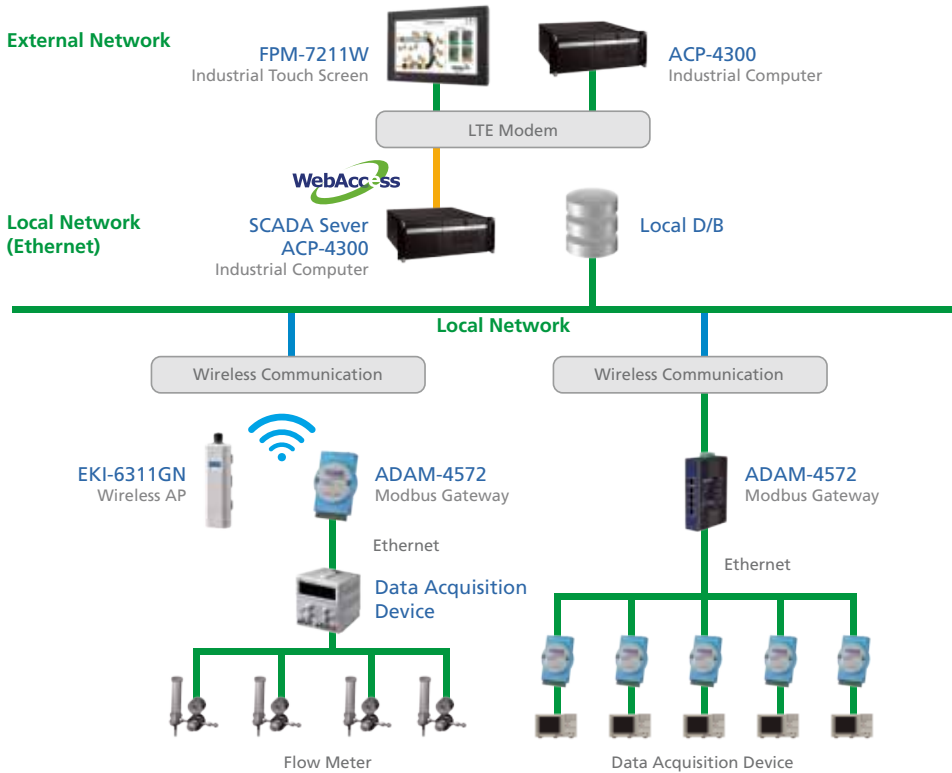 External Network
FPM-7211W
Industrial Touch Screen
ACP-4300
Industrial Computer
LTE Modem
WebAccess
Local Network
(Ethernet)
SCADA Sever
ACP-4300
Industrial Computer
Local D/B
Local Network
Wireless Communication
Wireless Communication
EKI-6311GN
Wireless AP
ADAM-4572
Modbus Gateway
ADAM-4572
Modbus Gateway
Ethernet
Ethernet
Data Acquisition
Device
Flow Meter
Data Acquisition Device